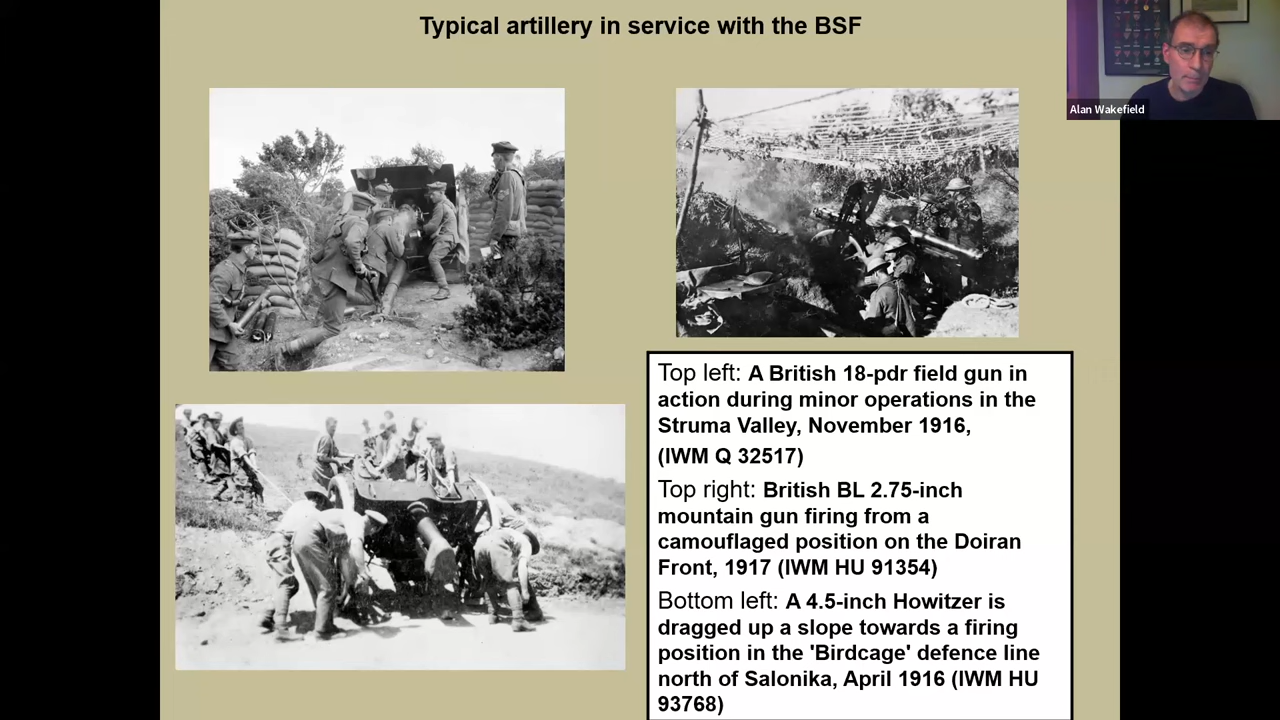 Typical artillery in service with the BSF
Alan Wakefield
Top left: A British 18-pdr field gun in
action during minor operations in the
Struma Valley, November 1916,
(IWM Q 32517)
Top right: British BL 2.75-inch
mountain gun firing from a
camouflaged position on the Doiran
Front, 1917 (IWM HU 91354)
Bottom left: A 4.5-inch Howitzer is
dragged up a slope towards a firing
position in the 'Birdcage' defence line
north of Salonika, April 1916 (IWM HU
93768)